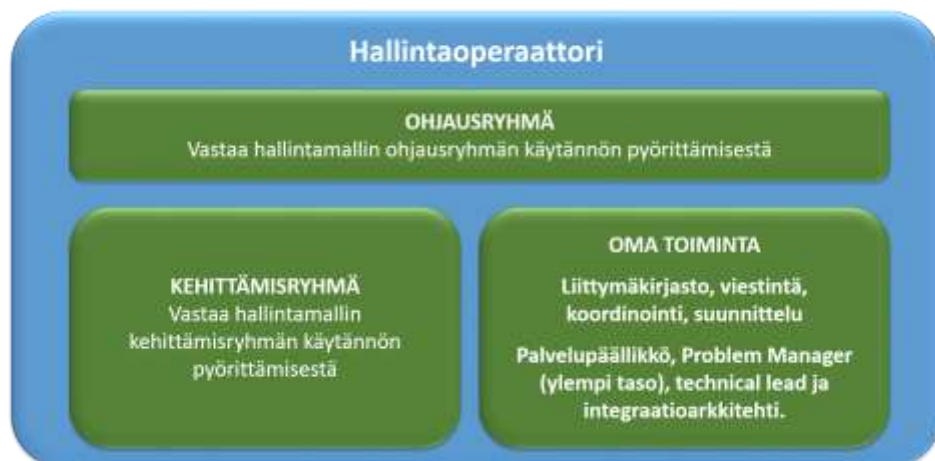 Hallintaoperaattori
OHJAUSRYHMÄ
Vastaa hallintamallin ohjausryhmän käytännön pyörittämisestä
KEHITTÄMISRYHMÄ
Vastaa hallintamallin
kehittämisryhmän käytännön
pyörittämisestä
OMA TOIMINTA
Liittymäkirjasto, viestintä,
koordinointi, suunnittelu
Palvelupäällikkö, Problem Manager
(ylempi taso), technical lead ja
integraatioarkkitehti.